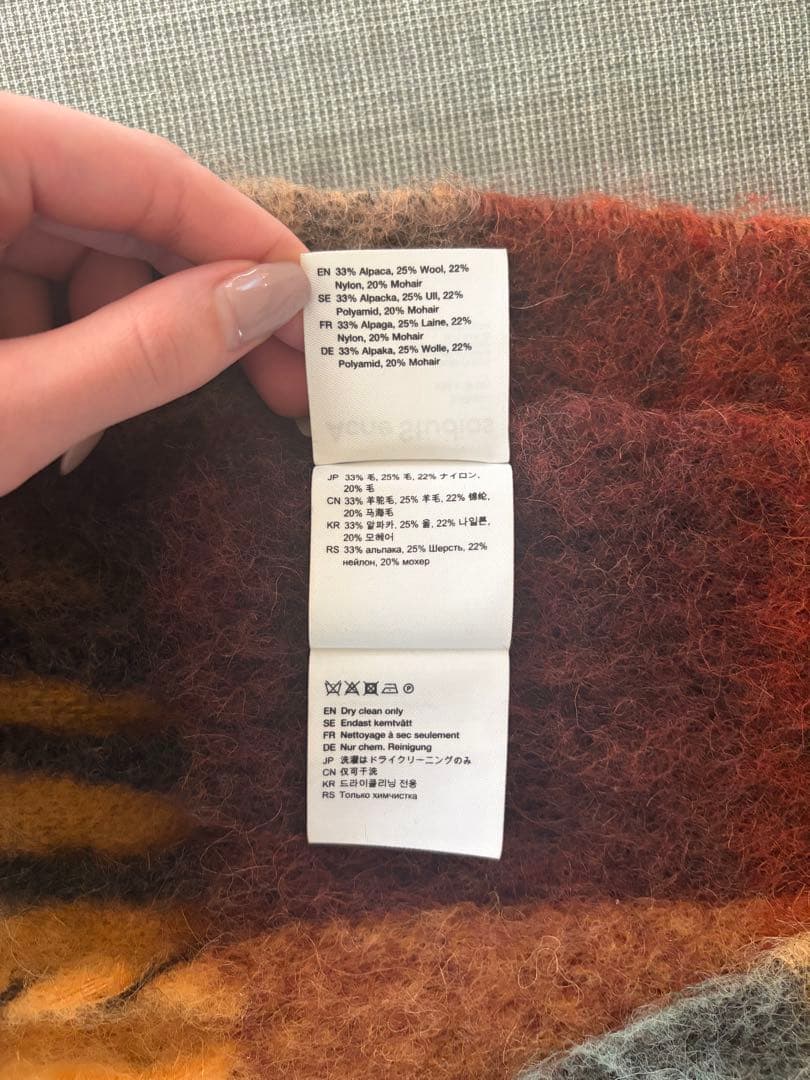 EN 33% Alpaca, 25% Wool, 22%
Nylon, 20% Mohair
SE 33% Alpacka, 25% Ull, 22%
Polyamid, 20% Mohair
FR 33% Alpaga, 25% Laine, 22%
Nylon, 20% Mohair
DE 33% Alpaka, 25% Wolle, 22%
Polyamid, 20% Mohair
Acne Studios
JP 33% 毛, 25% 毛, 22% ナイロン,
20% 毛
CN 33% 羊驼毛, 25% 羊毛, 22% 锦纶,
20% 马海毛
KR 33% 알파카, 25% 울, 22% 나일론,
20% 모헤어
RS 33% альпака, 25% Шерсть, 22%
нейлон, 20% мохер
P
EN Dry clean only
SE Endast kemtvätt
FR Nettoyage à sec seulement
DE Nur chem. Reinigung
JP 洗濯はドライクリーニングのみ
CN 仅可干洗
KR 드라이클리닝 전용
RS Только химчистка